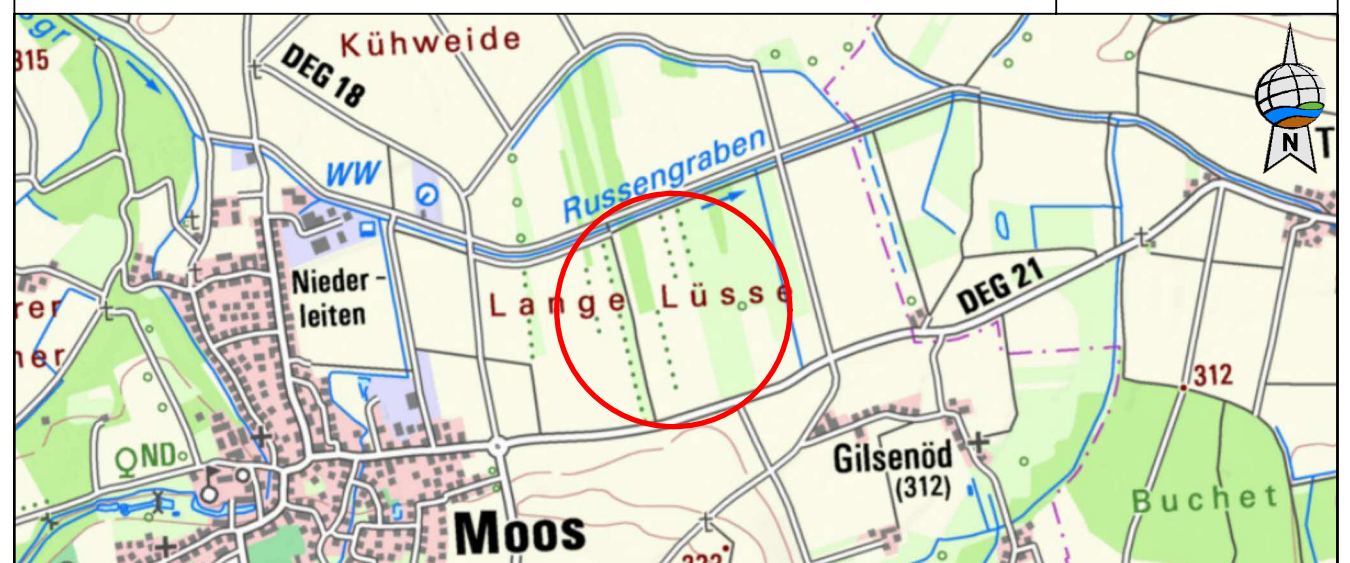 315
Kühweide
DEG 18
WW
Russengraben
N
T
Nieder-
leiten
Lange Lüsse
DEG 21
312
ND
Gilsenöd
(312)
Buchet
Moos